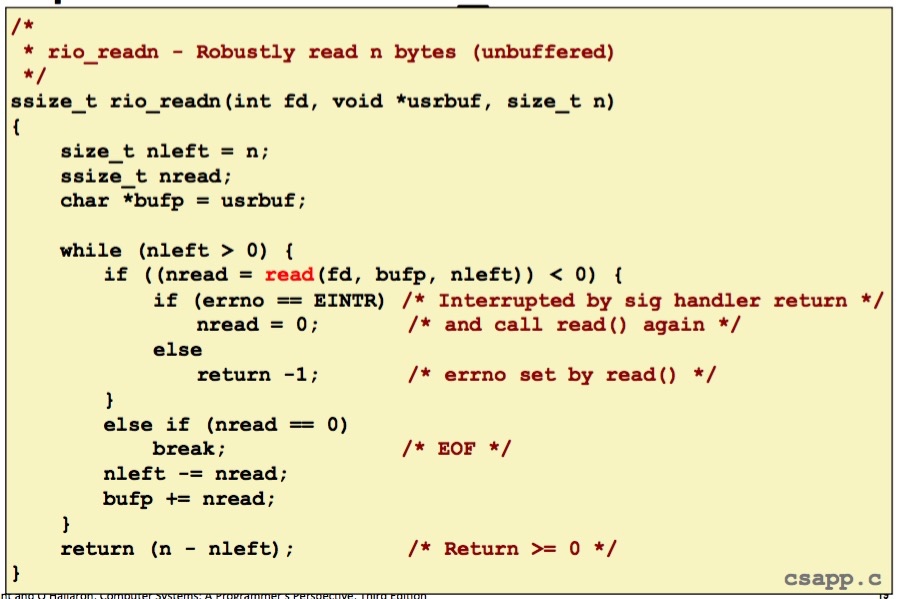 /*
 * rio_readn - Robustly read n bytes (unbuffered)
 */
ssize_t rio_readn(int fd, void *usrbuf, size_t n)
{
    size_t nleft = n;
    ssize_t nread;
    char *bufp = usrbuf;

    while (nleft > 0) {
        if ((nread = read(fd, bufp, nleft)) < 0) {
            if (errno == EINTR) /* Interrupted by sig handler return */
                nread = 0;       /* and call read() again */
            else
                return -1;       /* errno set by read() */
        }
        else if (nread == 0)
            break;              /* EOF */
        nleft -= nread;
        bufp += nread;
    }
    return (n - nleft);         /* Return >= 0 */
}
csapp.c
and O'Hallaron, Computer Systems: A Programmer's Perspective, Third Edition